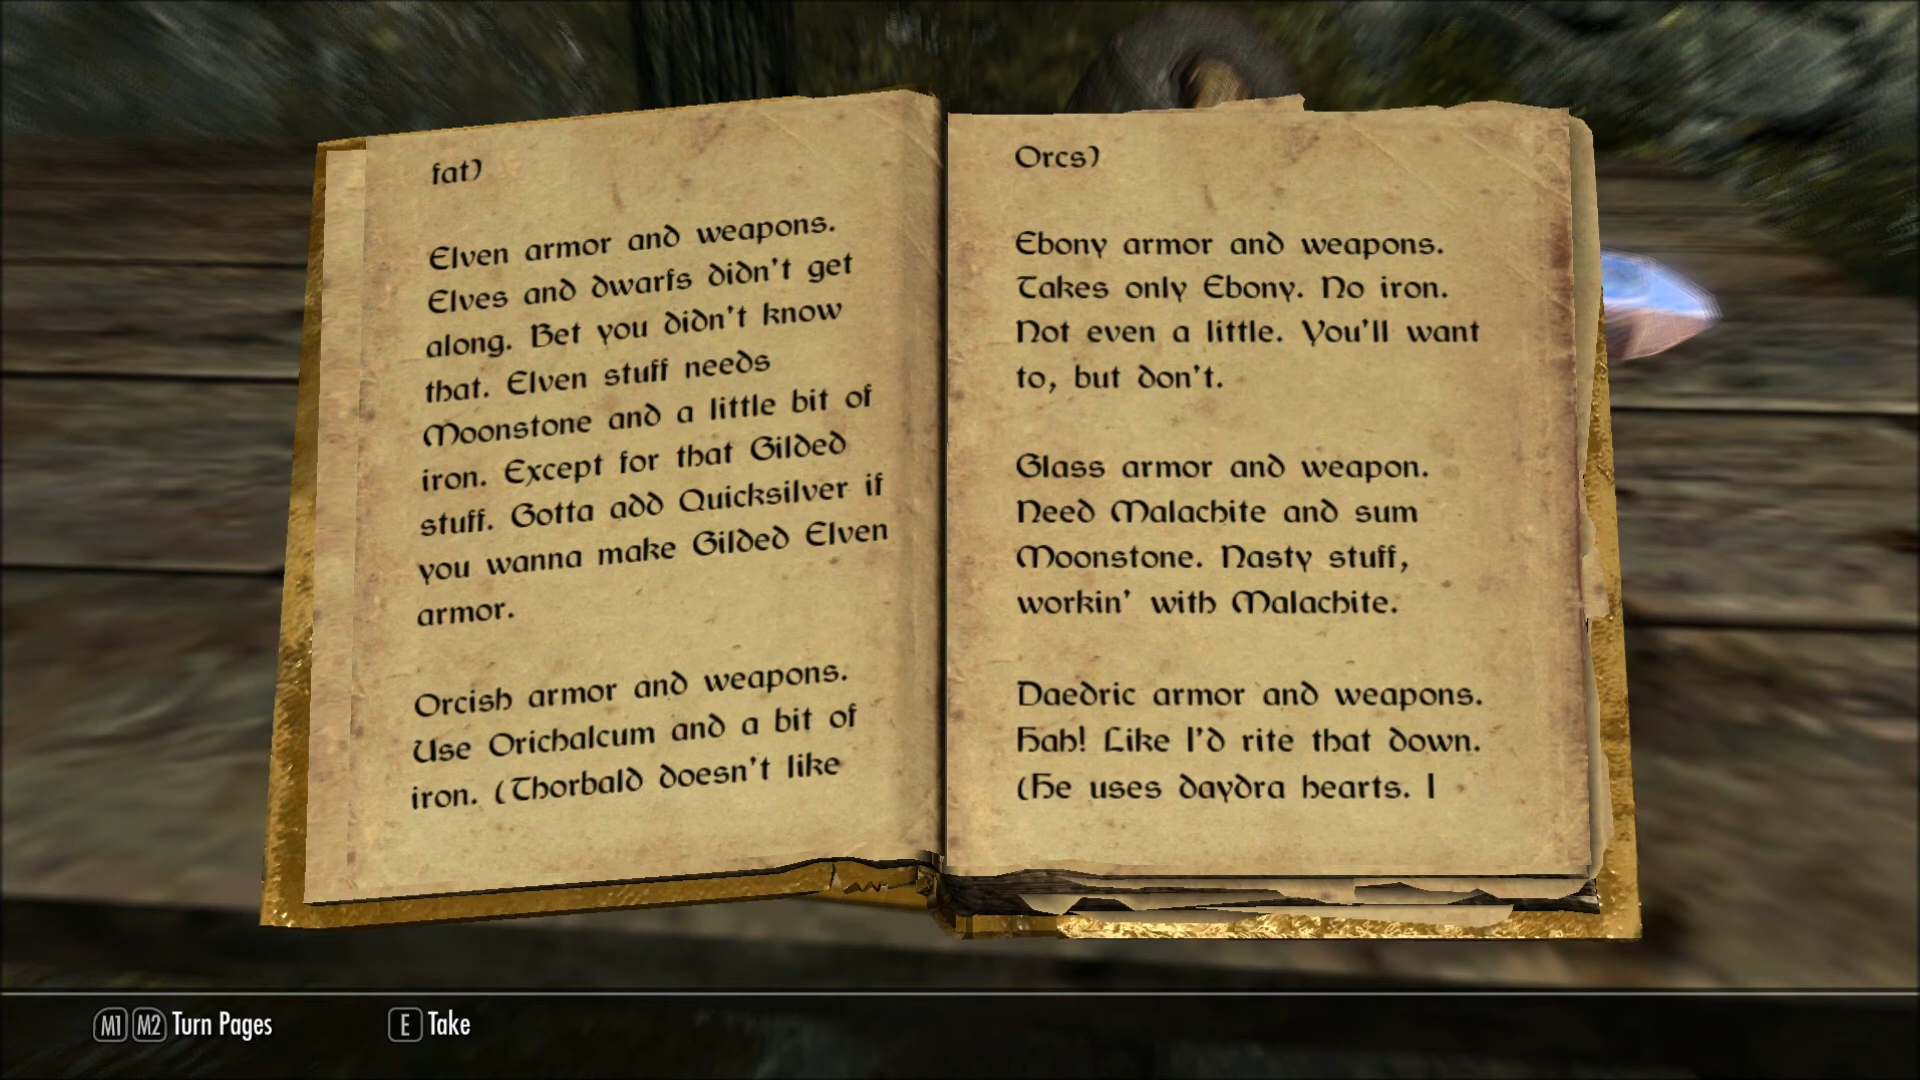 fat)
Elven armor and weapons.
Elves and dwarfs didn't get
along. Bet you didn't know
that. Elven stuff needs
Moonstone and a little bit of
iron. Except for that Gilded
stuff. Gotta add Quicksilver if
you wanna make Gilded Elven
armor.
Orcish armor and weapons.
Use Orichalcum and a bit of
iron. (Thorbald doesn't like
Orcs)
Ebony armor and weapons.
Takes only Ebony. No iron.
Not even a little. You'll want
to, but don't.
Glass armor and weapon.
Need Malachite and sum
Moonstone. Nasty stuff,
workin' with Malachite.
Daedric armor and weapons.
Hah! Like I'd rite that down.
(He uses daydra hearts. I
M1 M2 Turn Pages
E Take